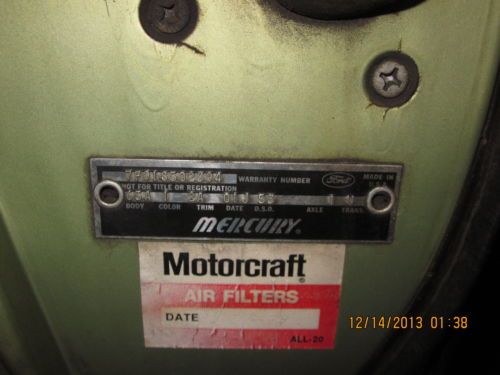 WARRANTY NUMBER Ford MADE IN U.S.A.
NOT FOR TITLE OR REGISTRATION
BODY COLOR TRIM DATE D.S.O. AXLE TRANS.
MERCURY
Motorcraft
AIR FILTERS
DATE
ALL-20
12/14/2013 01:38